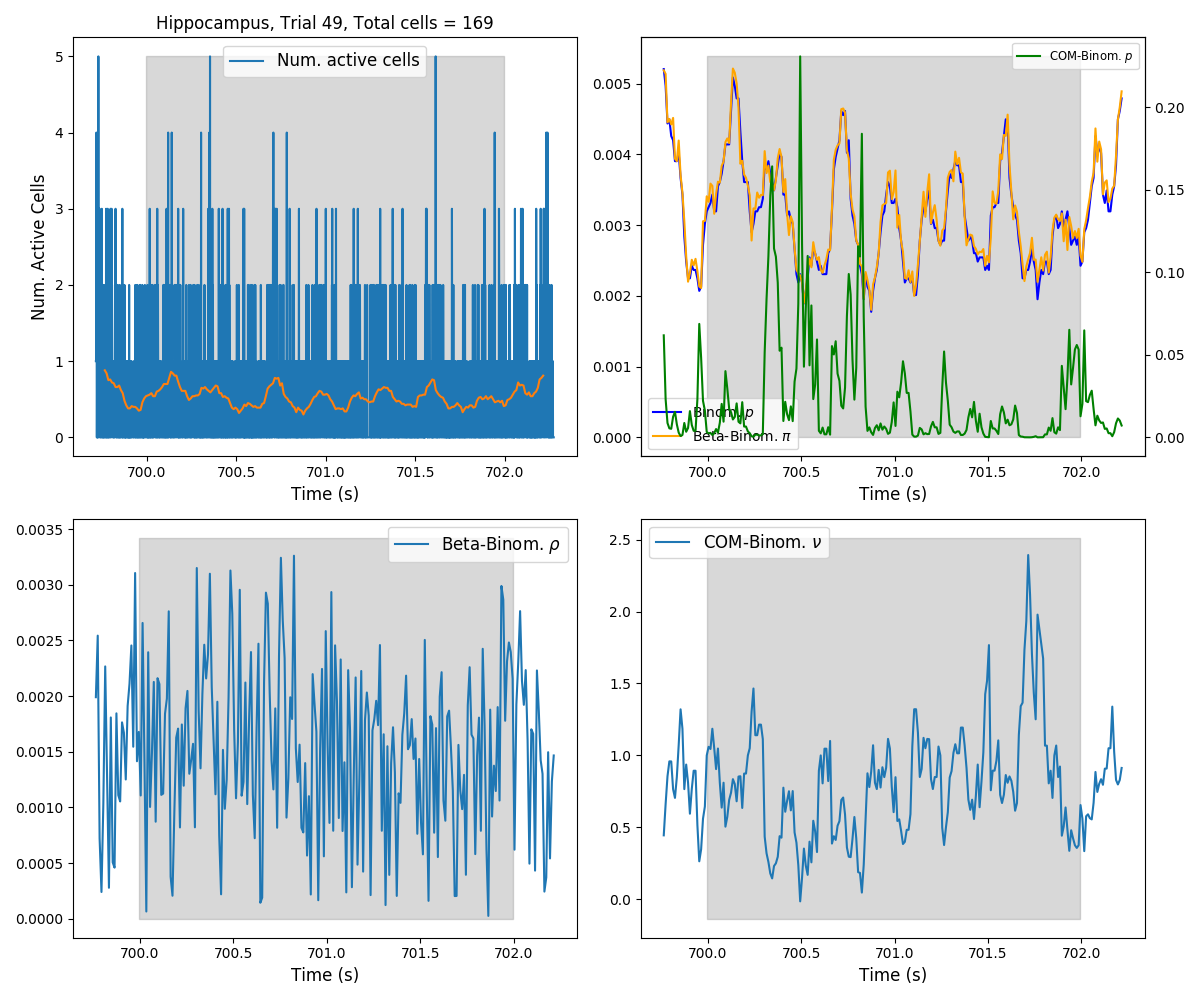 Hippocampus, Trial 49, Total cells = 169
Num. active cells
Num. Active Cells
5
4
3
2
1
0
700.0 700.5 701.0 701.5 702.0
Time (s)
COM-Binom. p
0.005
0.004
0.003
0.002
0.001
0.000
0.20
0.15
0.10
0.05
0.00
Binom. p
Beta-Binom. π
700.0 700.5 701.0 701.5 702.0
Time (s)
Beta-Binom. ρ
0.0035
0.0030
0.0025
0.0020
0.0015
0.0010
0.0005
0.0000
700.0 700.5 701.0 701.5 702.0
Time (s)
COM-Binom. ν
2.5
2.0
1.5
1.0
0.5
0.0
700.0 700.5 701.0 701.5 702.0
Time (s)